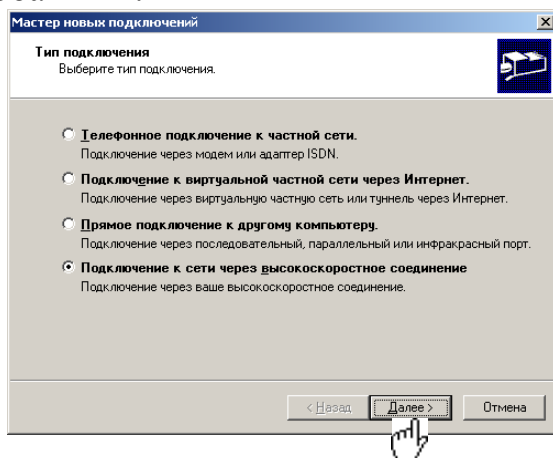 Мастер новых подключений
Тип подключения
Выберите тип подключения.
Телефонное подключение к частной сети.
Подключение через модем или адаптер ISDN.
Подключение к виртуальной частной сети через Интернет.
Подключение через виртуальную частную сеть или туннель через Интернет.
Прямое подключение к другому компьютеру.
Подключение через последовательный, параллельный или инфракрасный порт.
Подключение к сети через высокоскоростное соединение
Подключение через ваше высокоскоростное соединение.
< Назад Далее > Отмена